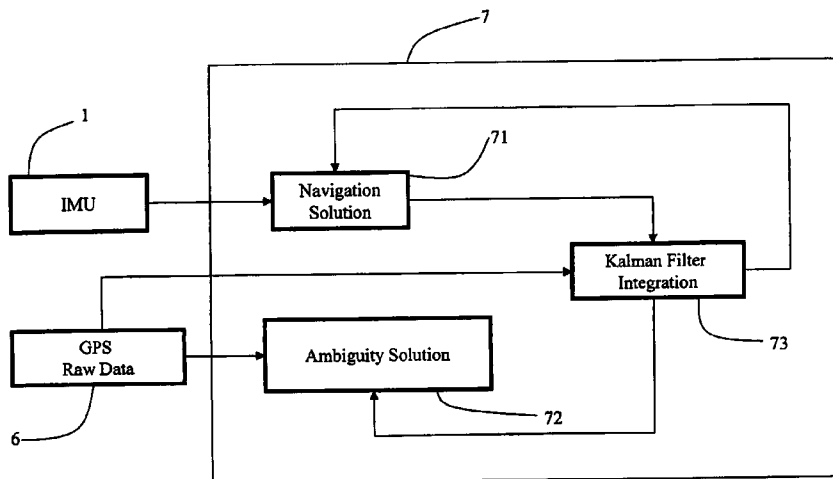 7
1
71
IMU
Navigation
Solution
Kalman Filter
Integration
GPS
Raw Data
Ambiguity Solution
73
72
6